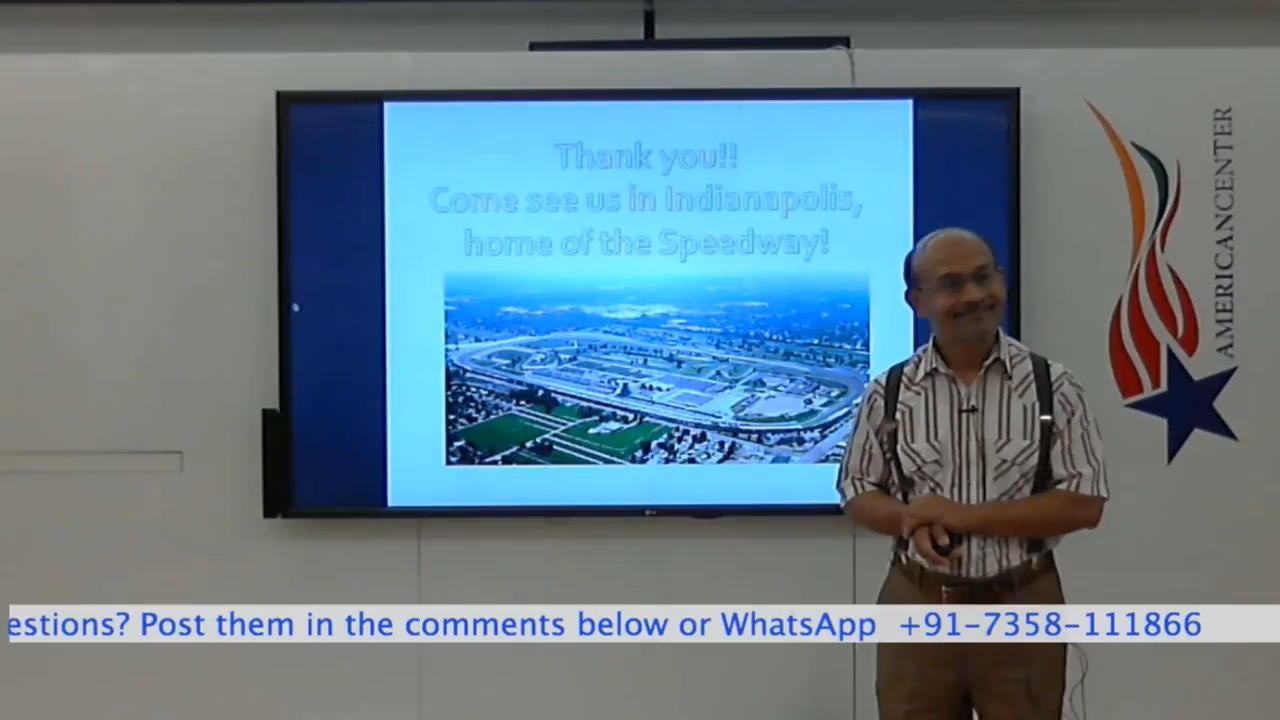 Thank you!!
Come see us in Indianapolis,
home of the Speedway!
AMERICANCENTER
LG
estions? Post them in the comments below or WhatsApp +91-7358-111866